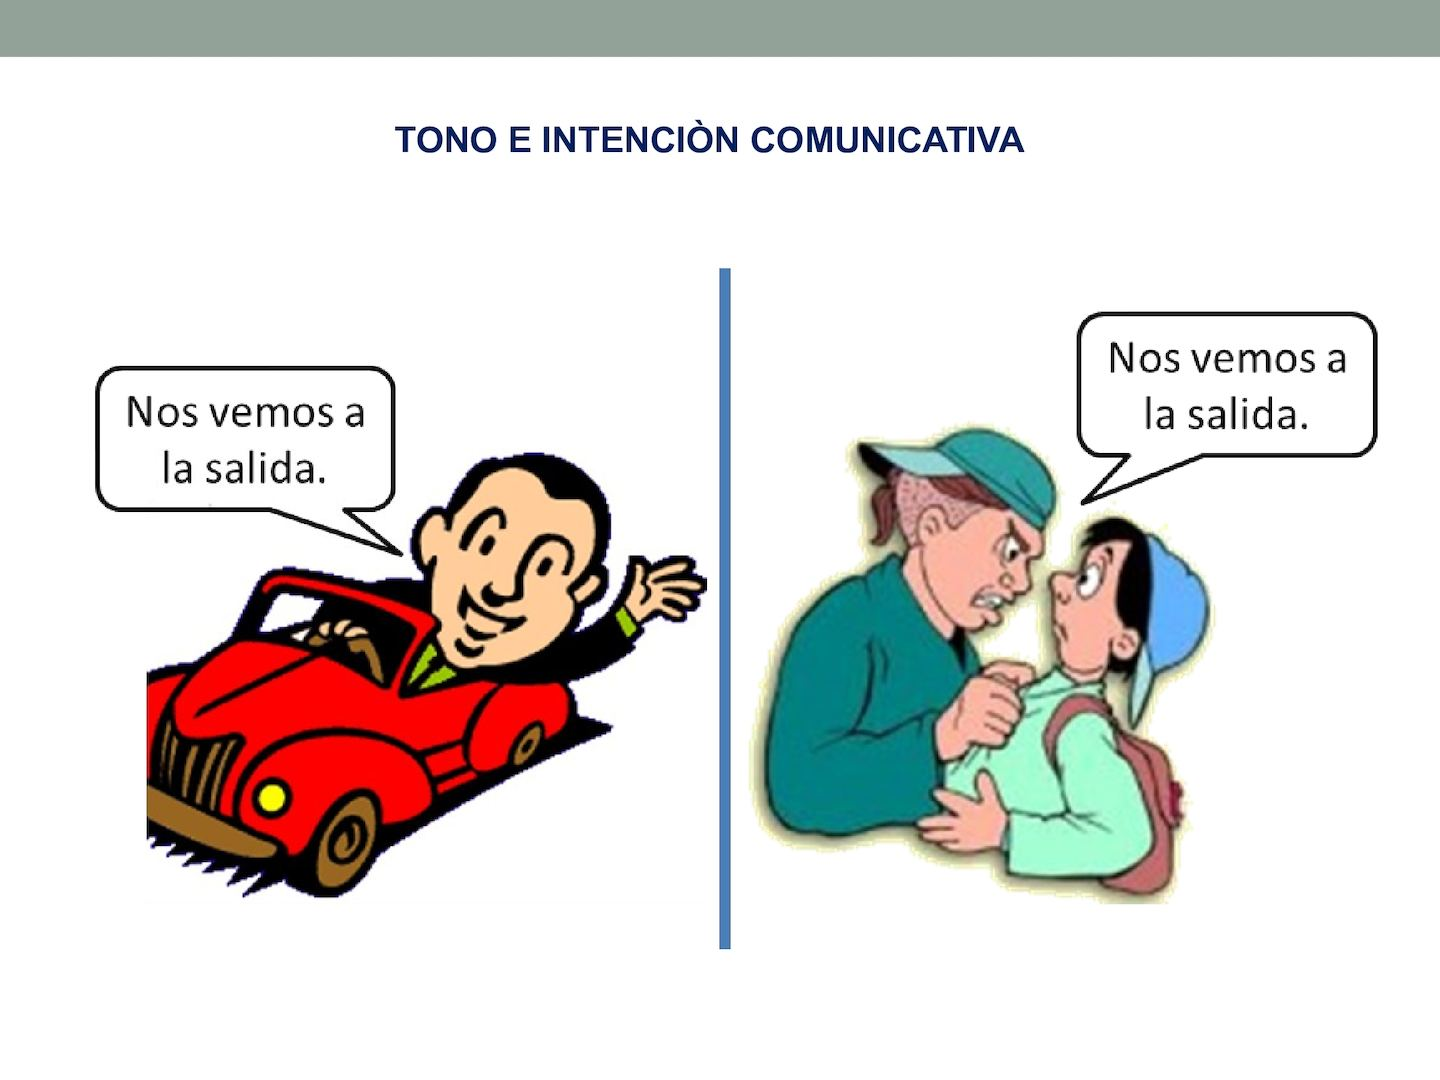 TONO E INTENCIÒN COMUNICATIVA
Nos vemos a
la salida.
Nos vemos a
la salida.